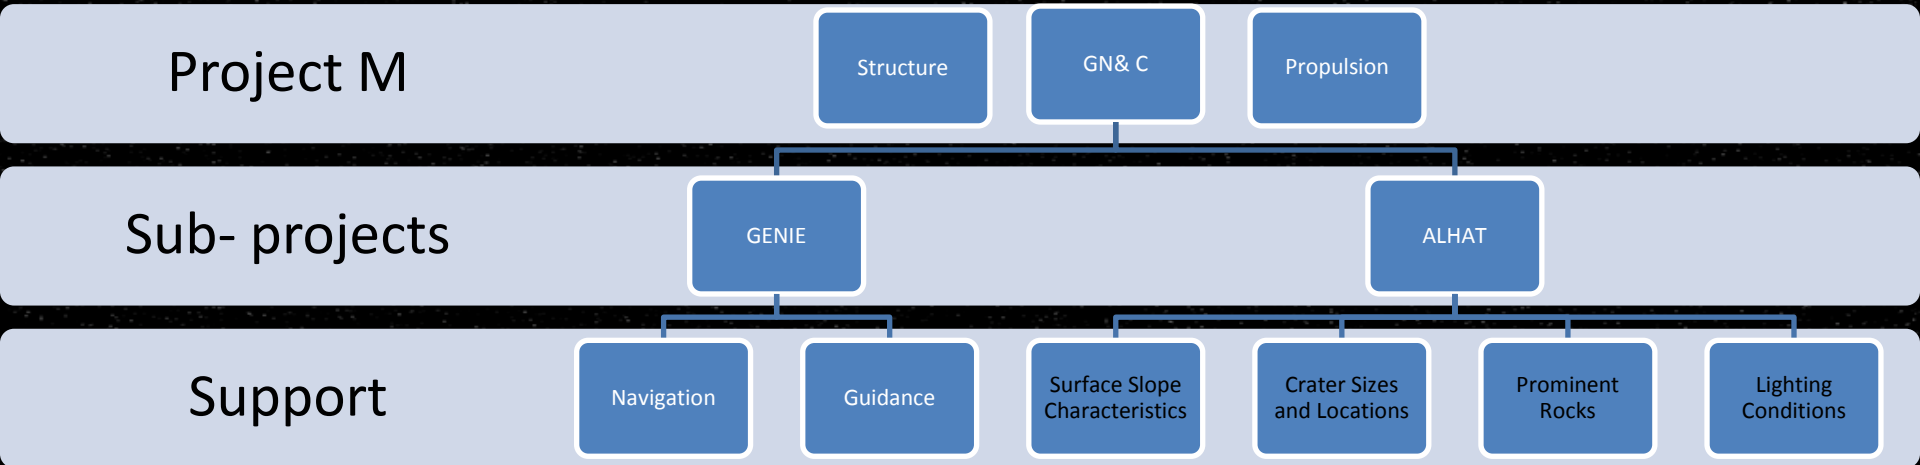 Project M
Structure
GN& C
Propulsion
Sub- projects
GENIE
ALHAT
Support
Navigation
Guidance
Surface Slope
Characteristics
Crater Sizes
and Locations
Prominent
Rocks
Lighting
Conditions